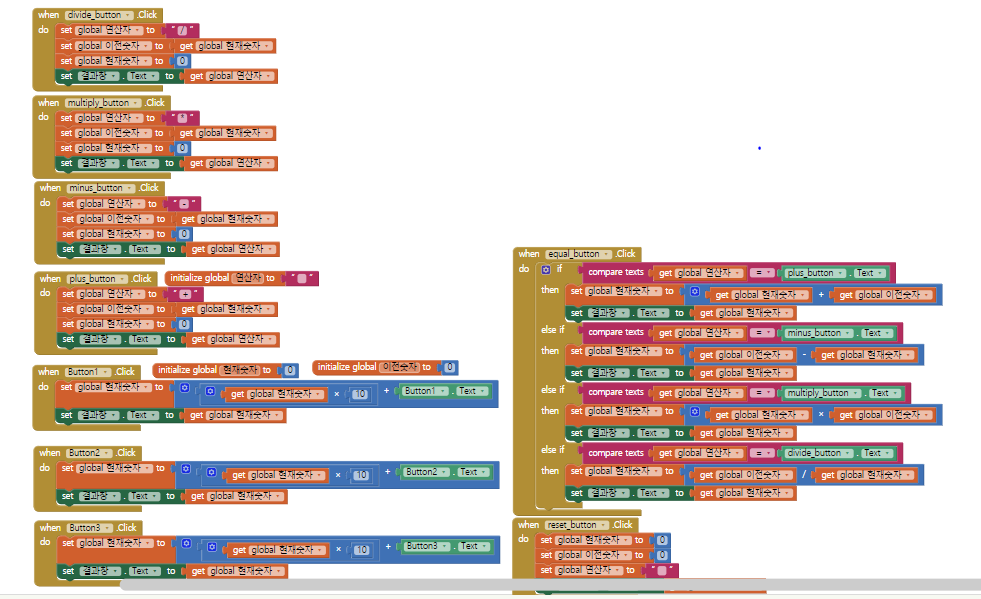 when divide_button .Click
do set global 연산자 to " / "
set global 이전숫자 to get global 현재숫자
set global 현재숫자 to 0
set 결과창 . Text to get global 연산자
when multiply_button .Click
do set global 연산자 to " * "
set global 이전숫자 to get global 현재숫자
set global 현재숫자 to 0
set 결과창 . Text to get global 연산자
when minus_button .Click
do set global 연산자 to " - "
set global 이전숫자 to get global 현재숫자
set global 현재숫자 to 0
set 결과창 . Text to get global 연산자
when plus_button .Click
initialize global 연산자 to " "
do set global 연산자 to " + "
set global 이전숫자 to get global 현재숫자
set global 현재숫자 to 0
set 결과창 . Text to get global 연산자
when Button1 .Click
initialize global 현재숫자 to 0
initialize global 이전숫자 to 0
do set global 현재숫자 to get global 현재숫자 × 10 + Button1 . Text
set 결과창 . Text to get global 현재숫자
when Button2 .Click
do set global 현재숫자 to get global 현재숫자 × 10 + Button2 . Text
set 결과창 . Text to get global 현재숫자
when Button3 .Click
do set global 현재숫자 to get global 현재숫자 × 10 + Button3 . Text
set 결과창 . Text to get global 현재숫자
when equal_button .Click
do if compare texts get global 연산자 = plus_button . Text
then set global 현재숫자 to get global 현재숫자 + get global 이전숫자
set 결과창 . Text to get global 현재숫자
else if compare texts get global 연산자 = minus_button . Text
then set global 현재숫자 to get global 이전숫자 - get global 현재숫자
set 결과창 . Text to get global 현재숫자
else if compare texts get global 연산자 = multiply_button . Text
then set global 현재숫자 to get global 현재숫자 × get global 이전숫자
set 결과창 . Text to get global 현재숫자
else if compare texts get global 연산자 = divide_button . Text
then set global 현재숫자 to get global 이전숫자 / get global 현재숫자
set 결과창 . Text to get global 현재숫자
when reset_button .Click
do set global 현재숫자 to 0
set global 이전숫자 to 0
set global 연산자 to " "